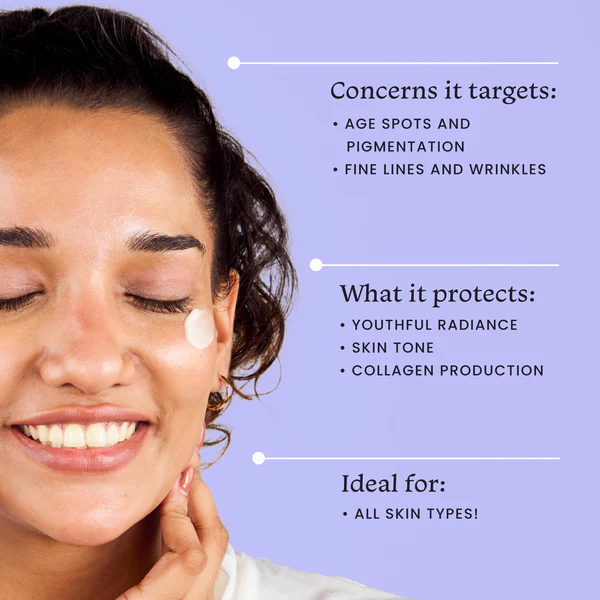 Concerns it targets:
• AGE SPOTS AND
PIGMENTATION
• FINE LINES AND WRINKLES
What it protects:
• YOUTHFUL RADIANCE
• SKIN TONE
• COLLAGEN PRODUCTION
Ideal for:
• ALL SKIN TYPES!